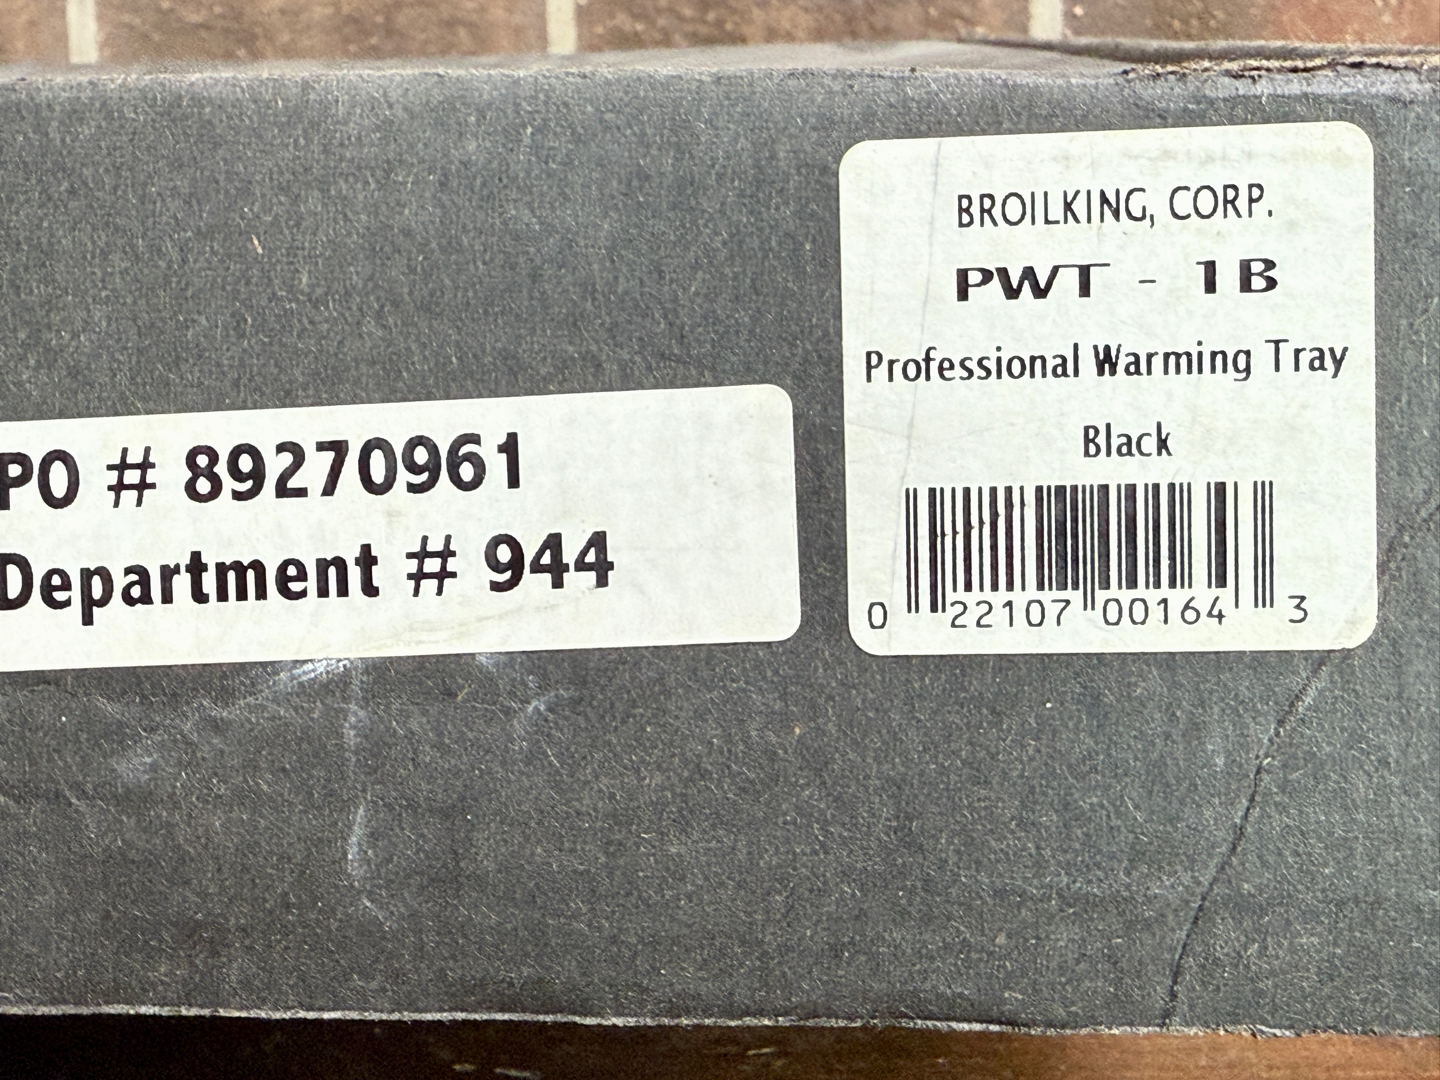 BROILKING, CORP.
PWT - 1B
Professional Warming Tray
Black
0 22107 00164 3
PO # 89270961
Department # 944